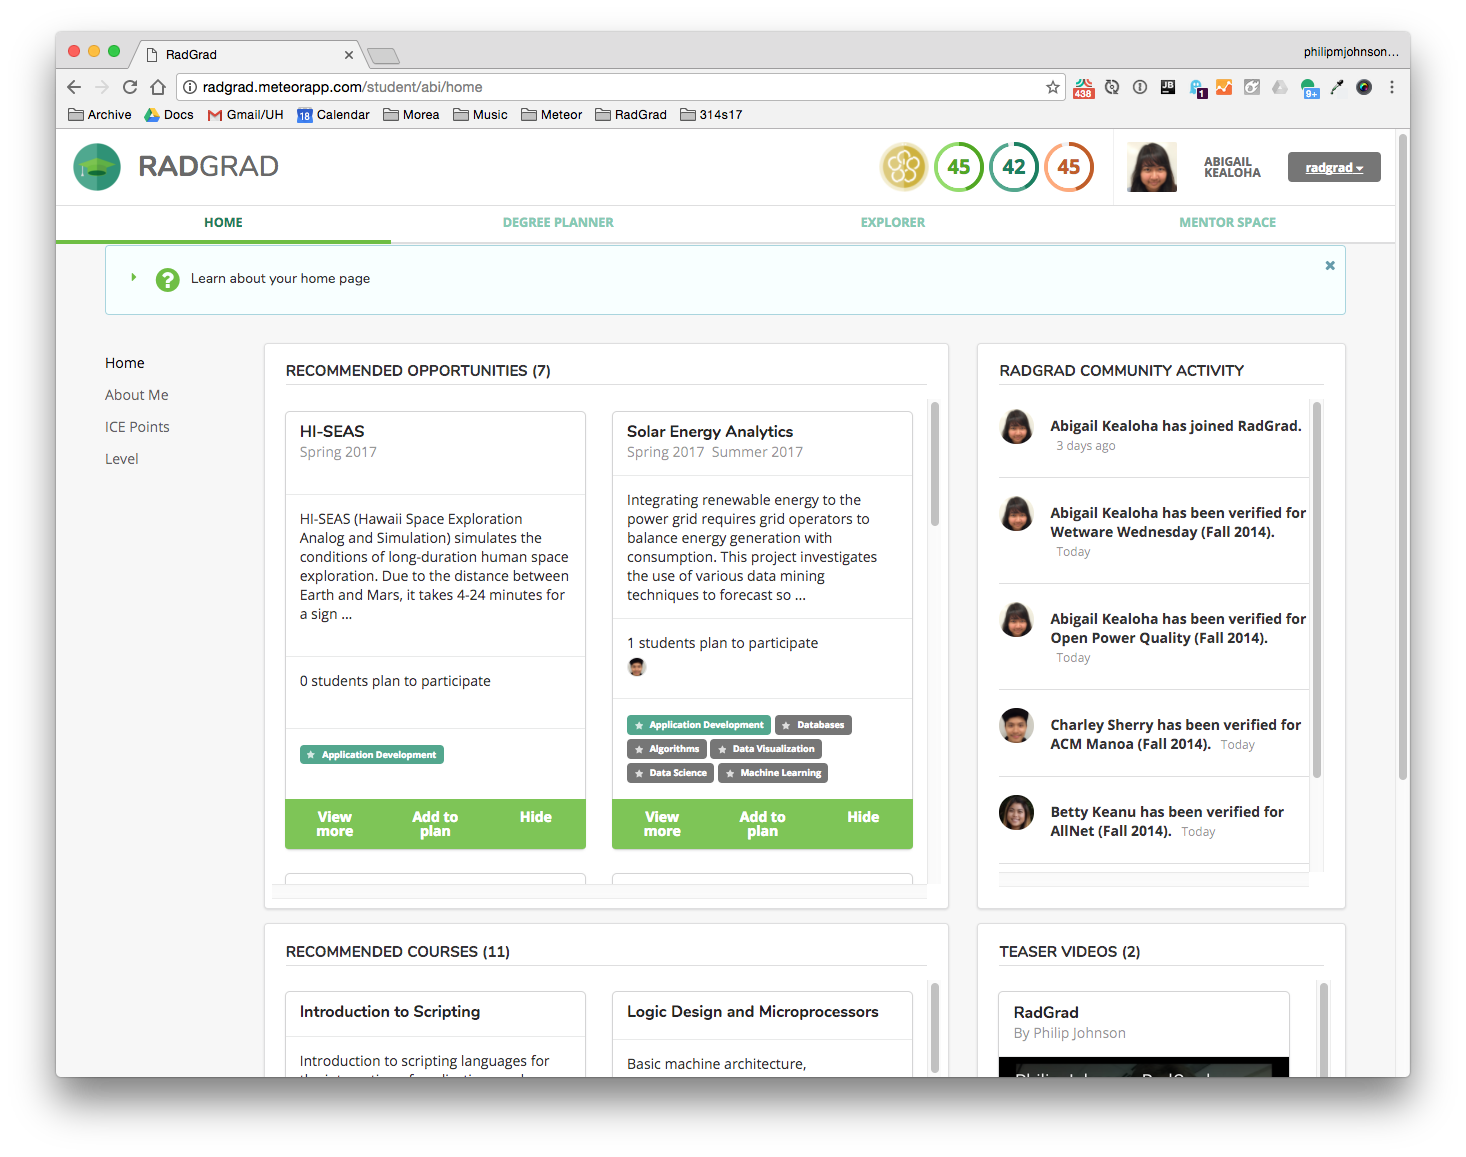 RadGrad
philipmjohnson...
radgrad.meteorapp.com/student/abi/home
438
JB
1
9+
Archive Docs Gmail/UH 18 Calendar Morea Music Meteor RadGrad 314s17
RADGRAD
45 42 45
ABIGAIL
KEALOHA
radgrad
HOME DEGREE PLANNER EXPLORER MENTOR SPACE
? Learn about your home page
Home
About Me
ICE Points
Level
RECOMMENDED OPPORTUNITIES (7)
HI-SEAS
Spring 2017
HI-SEAS (Hawaii Space Exploration
Analog and Simulation) simulates the
conditions of long-duration human space
exploration. Due to the distance between
Earth and Mars, it takes 4-24 minutes for
a sign ...
0 students plan to participate
Application Development
View more Add to plan Hide
Solar Energy Analytics
Spring 2017 Summer 2017
Integrating renewable energy to the
power grid requires grid operators to
balance energy generation with
consumption. This project investigates
the use of various data mining
techniques to forecast so ...
1 students plan to participate
Application Development Databases
Algorithms Data Visualization
Data Science Machine Learning
View more Add to plan Hide
RADGRAD COMMUNITY ACTIVITY
Abigail Kealoha has joined RadGrad.
3 days ago
Abigail Kealoha has been verified for
Wetware Wednesday (Fall 2014).
Today
Abigail Kealoha has been verified for
Open Power Quality (Fall 2014).
Today
Charley Sherry has been verified for
ACM Manoa (Fall 2014). Today
Betty Keanu has been verified for
AllNet (Fall 2014). Today
RECOMMENDED COURSES (11)
Introduction to Scripting
Introduction to scripting languages for
Logic Design and Microprocessors
Basic machine architecture,
TEASER VIDEOS (2)
RadGrad
By Philip Johnson